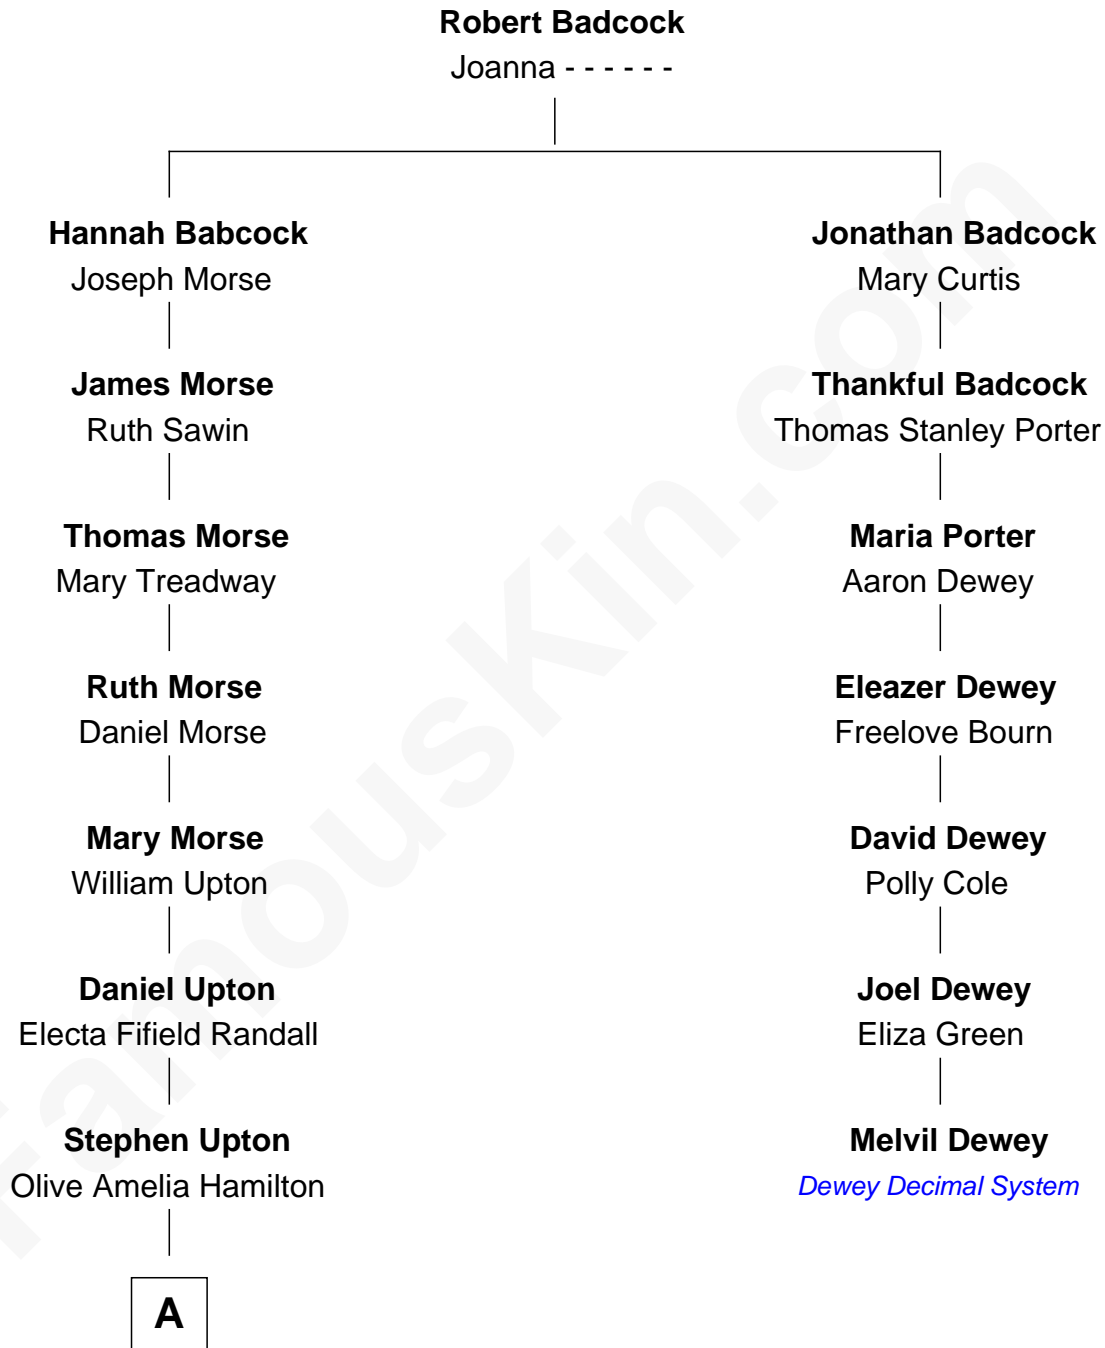 Robert Badcock
Joanna - - - - - -
Hannah Babcock
Joseph Morse
Jonathan Badcock
Mary Curtis
James Morse
Ruth Sawin
Thankful Badcock
Thomas Stanley Porter
Thomas Morse
Mary Treadway
Maria Porter
Aaron Dewey
Ruth Morse
Daniel Morse
Eleazer Dewey
Freelove Bourn
Mary Morse
William Upton
David Dewey
Polly Cole
Daniel Upton
Electa Fifield Randall
Joel Dewey
Eliza Green
Stephen Upton
Olive Amelia Hamilton
Melvil Dewey
Dewey Decimal System
A
FamousKin.com